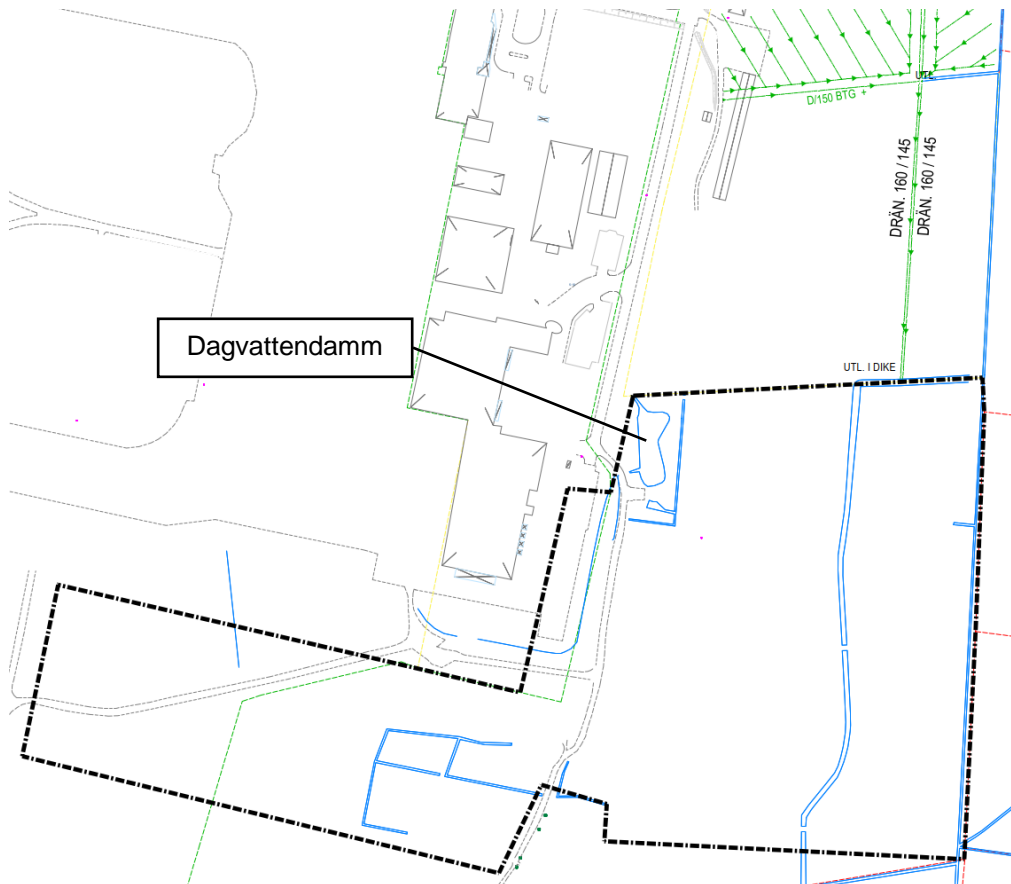 UTL.
D/150 BTG +
DRÄN. 160 / 145
DRÄN. 160 / 145
Dagvattendamm
UTL. I DIKE